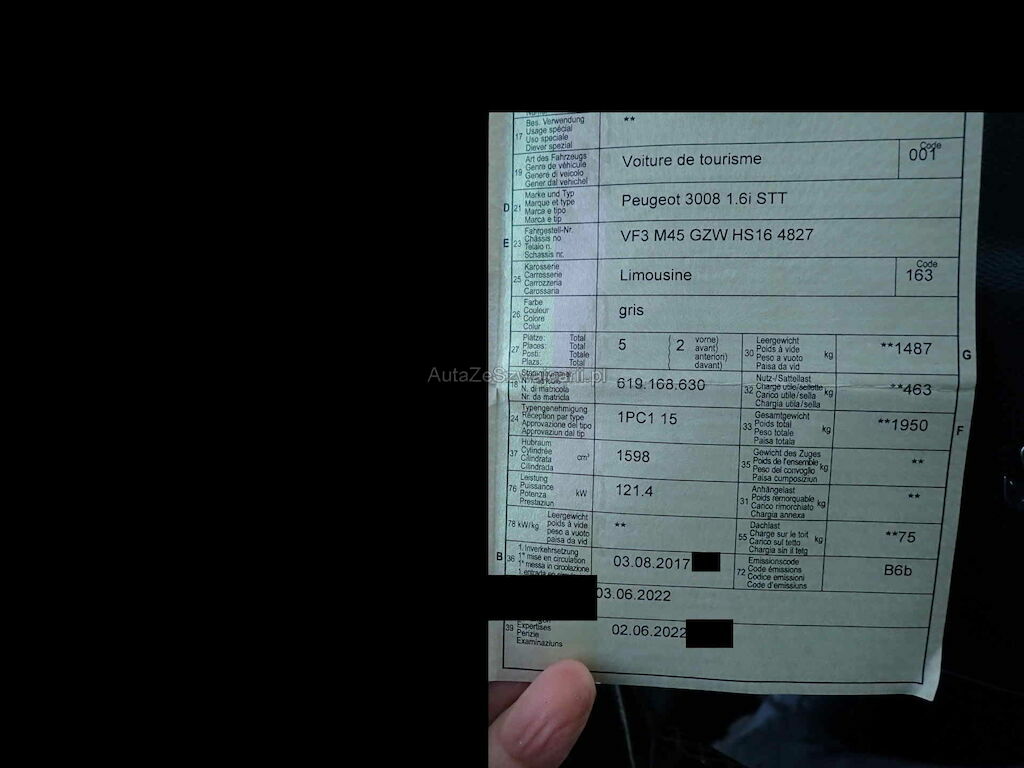 17 Bes. Verwendung
Usage spécial
Uso speciale
Diever spezial
**
19 Art des Fahrzeugs
Genre de véhicule
Genere di veicolo
Gener dal vehichel
Voiture de tourisme
Code
001
D 21 Marke und Typ
Marque et type
Marca e tipo
Marca e tip
Peugeot 3008 1.6i STT
E 23 Fahrgestell-Nr.
Châssis no
Telaio n.
Schassis nr.
VF3 M45 GZW HS16 4827
25 Karosserie
Carrosserie
Carrozzeria
Carossaria
Limousine
Code
163
26 Farbe
Couleur
Colore
Colur
gris
27 Plätze: Total
Places: Total
Posti: Totale
Plazs: Total
5
2 vorne)
avant)
anteriori)
davant)
30 Leergewicht
Poids à vide
Peso a vuoto
Paisa da vid
kg
**1487
G
AutaZeSzwajcarii.pl
18
N. di matricola
Nr. da matricla
619.168.630
32 Nutz-/Sattellast
Charge utile/sellette
Carico utile/sella
Chargia utila/sella
kg
**463
24 Typengenehmigung
Réception par type
Approvazione del tipo
Approvaziun dal tip
1PC1 15
33 Gesamtgewicht
Poids total
Peso totale
Paisa totala
kg
**1950
F
37 Hubraum
Cylindrée
Cilindrata
Cilindrada
cm³
1598
35 Gewicht des Zuges
Poids de l'ensemble
Peso del convoglio
Paisa cumposiziun
kg
**
76 Leistung
Puissance
Potenza
Prestaziun
kW
121.4
31 Anhängelast
Poids remorquable
Carico rimorchiato
Chargia annexa
kg
**
78 kW/kg Leergewicht
poids à vide
peso a vuoto
paisa da vid
**
55 Dachlast
Charge sur le toit
Carico sul tetto
Chargia sin il tetg
kg
**75
B 36 1. Inverkehrsetzung
1ʳᵉ mise en circulation
1ª messa in circolazione
03.08.2017
72 Emissionscode
Code émissions
Codice emissioni
Code d'emissiuns
B6b
03.06.2022
39 Expertises
Perizie
Examinaziuns
02.06.2022